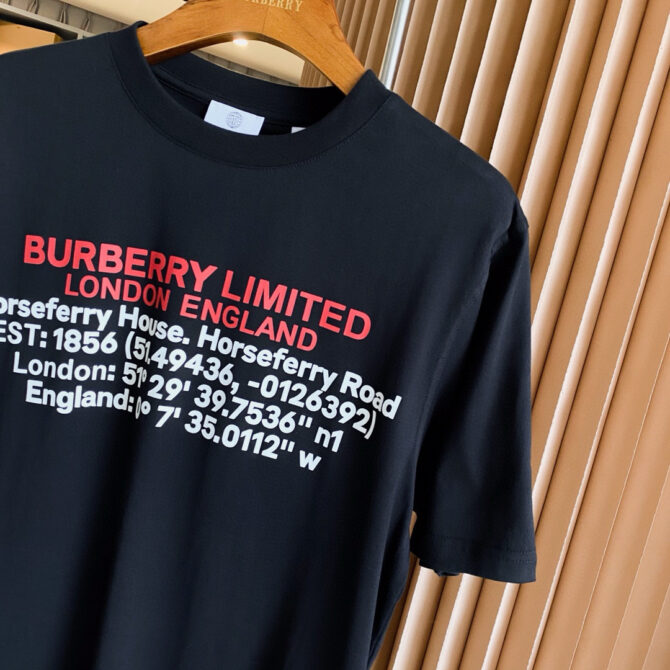 BURBERRY
BURBERRY LIMITED
LONDON ENGLAND
orseferry House. Horseferry Road
EST: 1856 (51.49436, -0126392)
London: 51º 29' 39.7536" n1
England: 0º 7' 35.0112" w